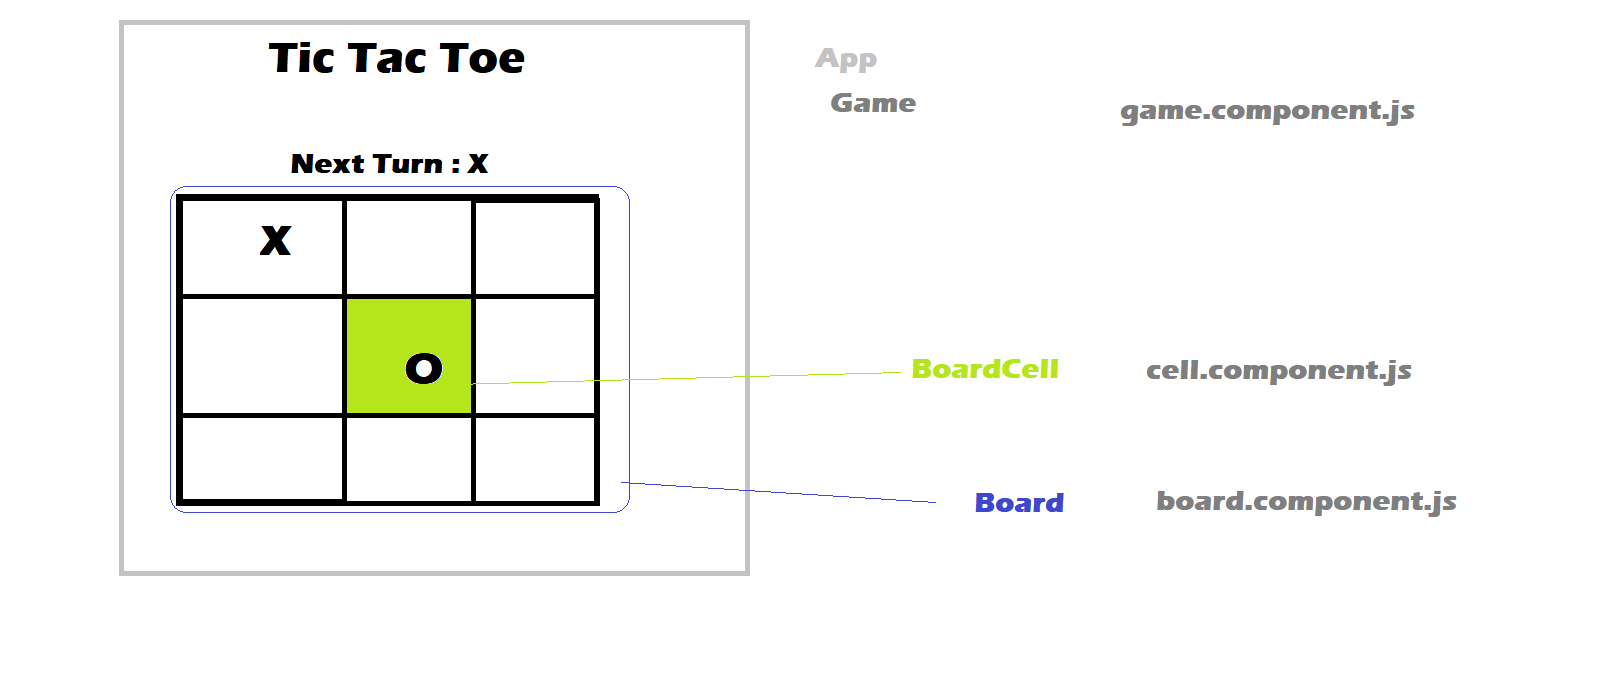 Tic Tac Toe
App
Game
game.component.js
Next Turn : X
X
O
BoardCell
cell.component.js
Board
board.component.js